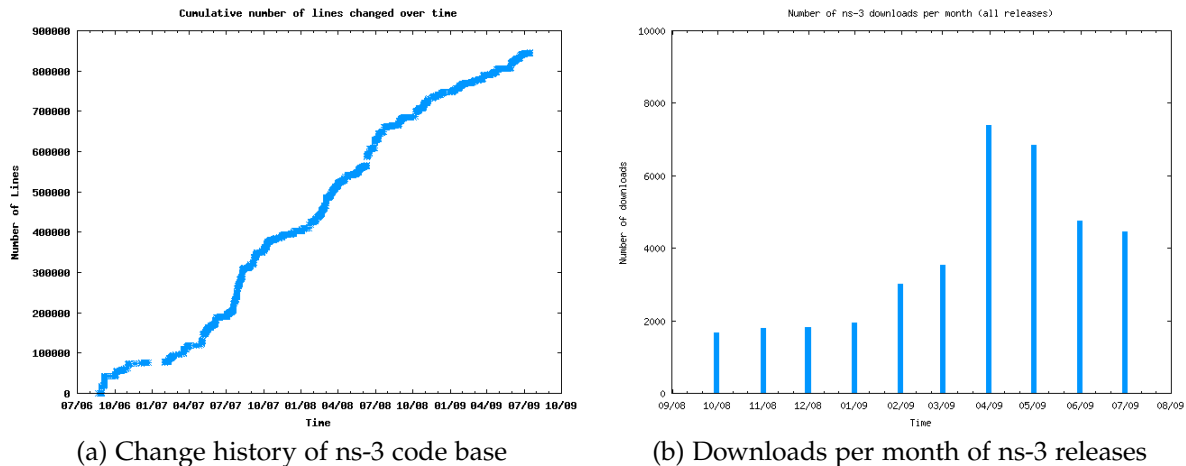 Cumulative number of lines changed over time
900000
800000
700000
600000
500000
400000
300000
200000
100000
0
Number of Lines
07/06 10/06 01/07 04/07 07/07 10/07 01/08 04/08 07/08 10/08 01/09 04/09 07/09 10/09
Time
(a) Change history of ns-3 code base
Number of ns-3 downloads per month (all releases)
10000
8000
6000
4000
2000
0
Number of downloads
09/08 10/08 11/08 12/08 01/09 02/09 03/09 04/09 05/09 06/09 07/09 08/09
Time
(b) Downloads per month of ns-3 releases